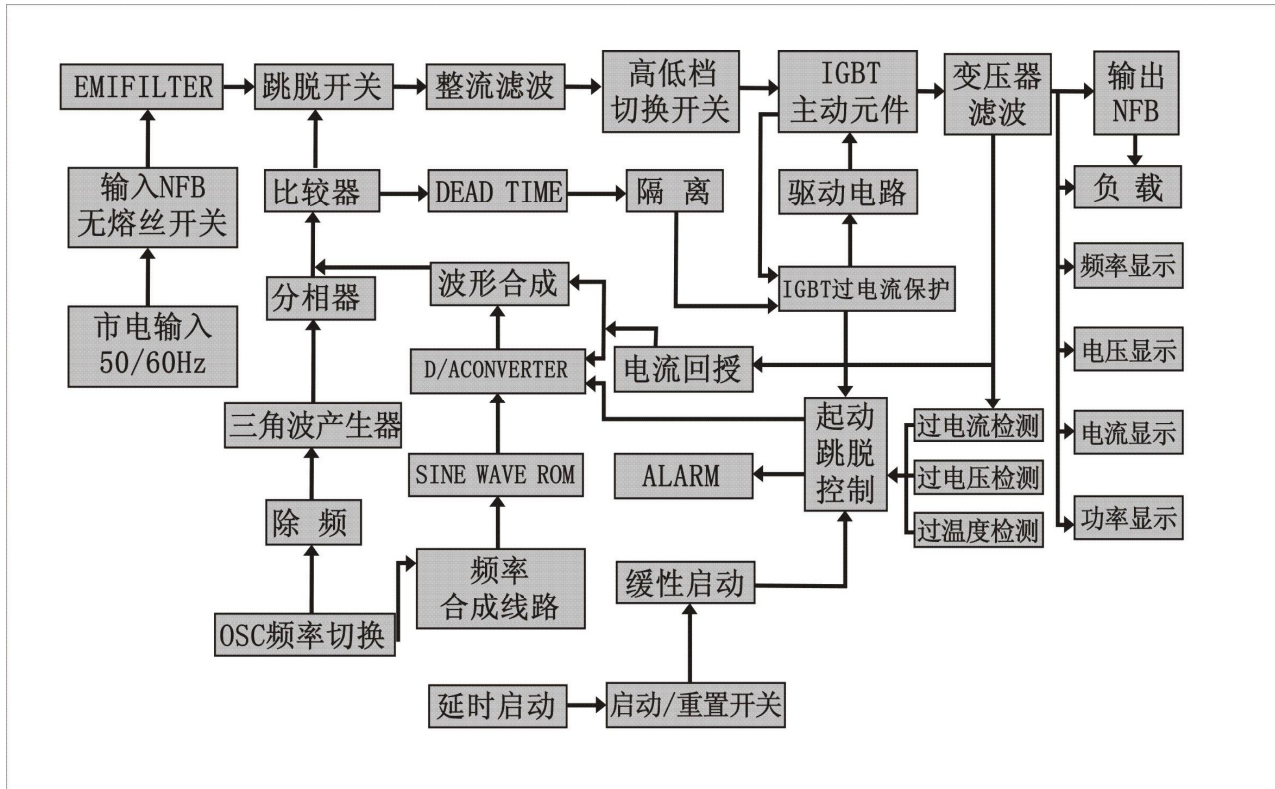 EMIFILTER
跳脱开关
整流滤波
高低档
切换开关
IGBT
主动元件
变压器
滤波
输出
NFB
输入NFB
无熔丝开关
比较器
DEAD TIME
隔 离
驱动电路
负 载
市电输入
50/60Hz
分相器
波形合成
IGBT过电流保护
频率显示
D/ACONVERTER
电流回授
电压显示
三角波产生器
起动
跳脱
控制
过电流检测
电流显示
SINE WAVE ROM
ALARM
过电压检测
除 频
过温度检测
功率显示
频率
合成线路
缓性启动
OSC频率切换
延时启动
启动/重置开关